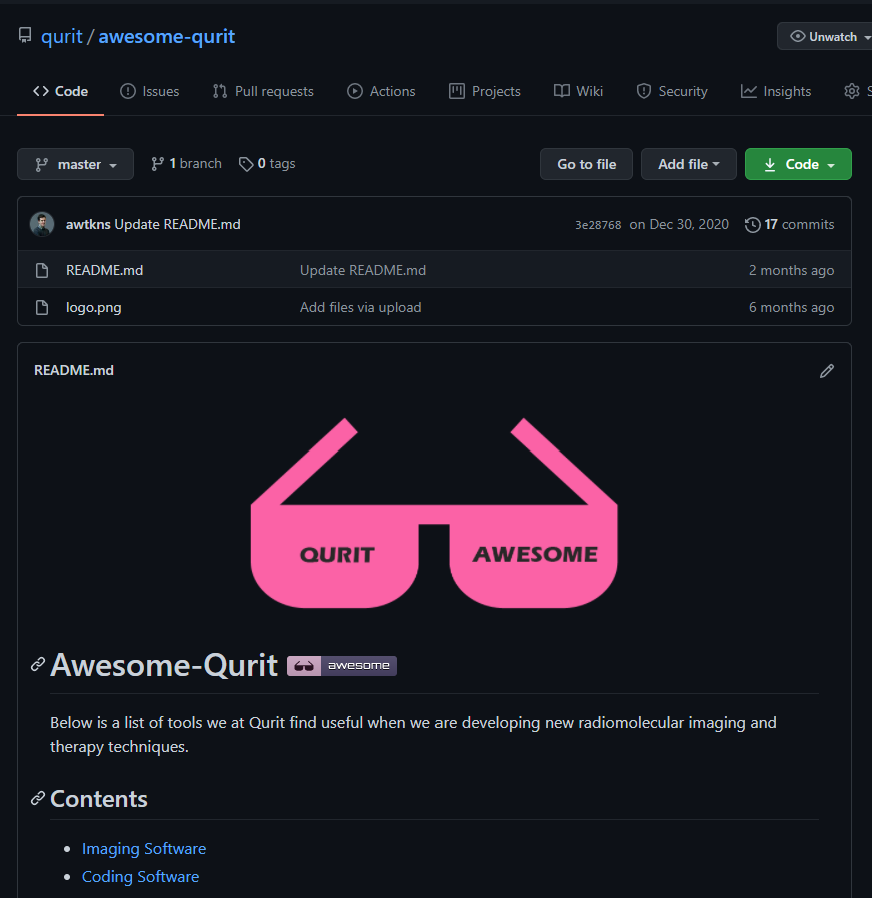 qurit / awesome-qurit
Unwatch
Code Issues Pull requests Actions Projects Wiki Security Insights S
master 1 branch 0 tags Go to file Add file Code
awtkns Update README.md 3e28768 on Dec 30, 2020 17 commits
README.md Update README.md 2 months ago
logo.png Add files via upload 6 months ago
README.md
QURIT AWESOME
Awesome-Qurit awesome
Below is a list of tools we at Qurit find useful when we are developing new radiomolecular imaging and
therapy techniques.
Contents
Imaging Software
Coding Software